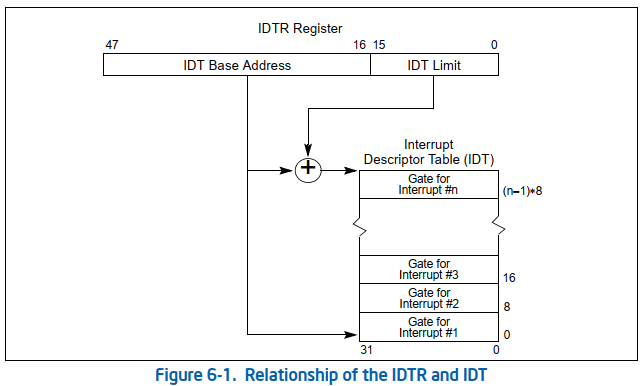 IDTR Register
47 16 15 0
IDT Base Address IDT Limit
+
Interrupt
Descriptor Table (IDT)
Gate for
Interrupt #n
(n–1)∗8
Gate for
Interrupt #3
16
Gate for
Interrupt #2
8
Gate for
Interrupt #1
0
31 0
Figure 6-1. Relationship of the IDTR and IDT